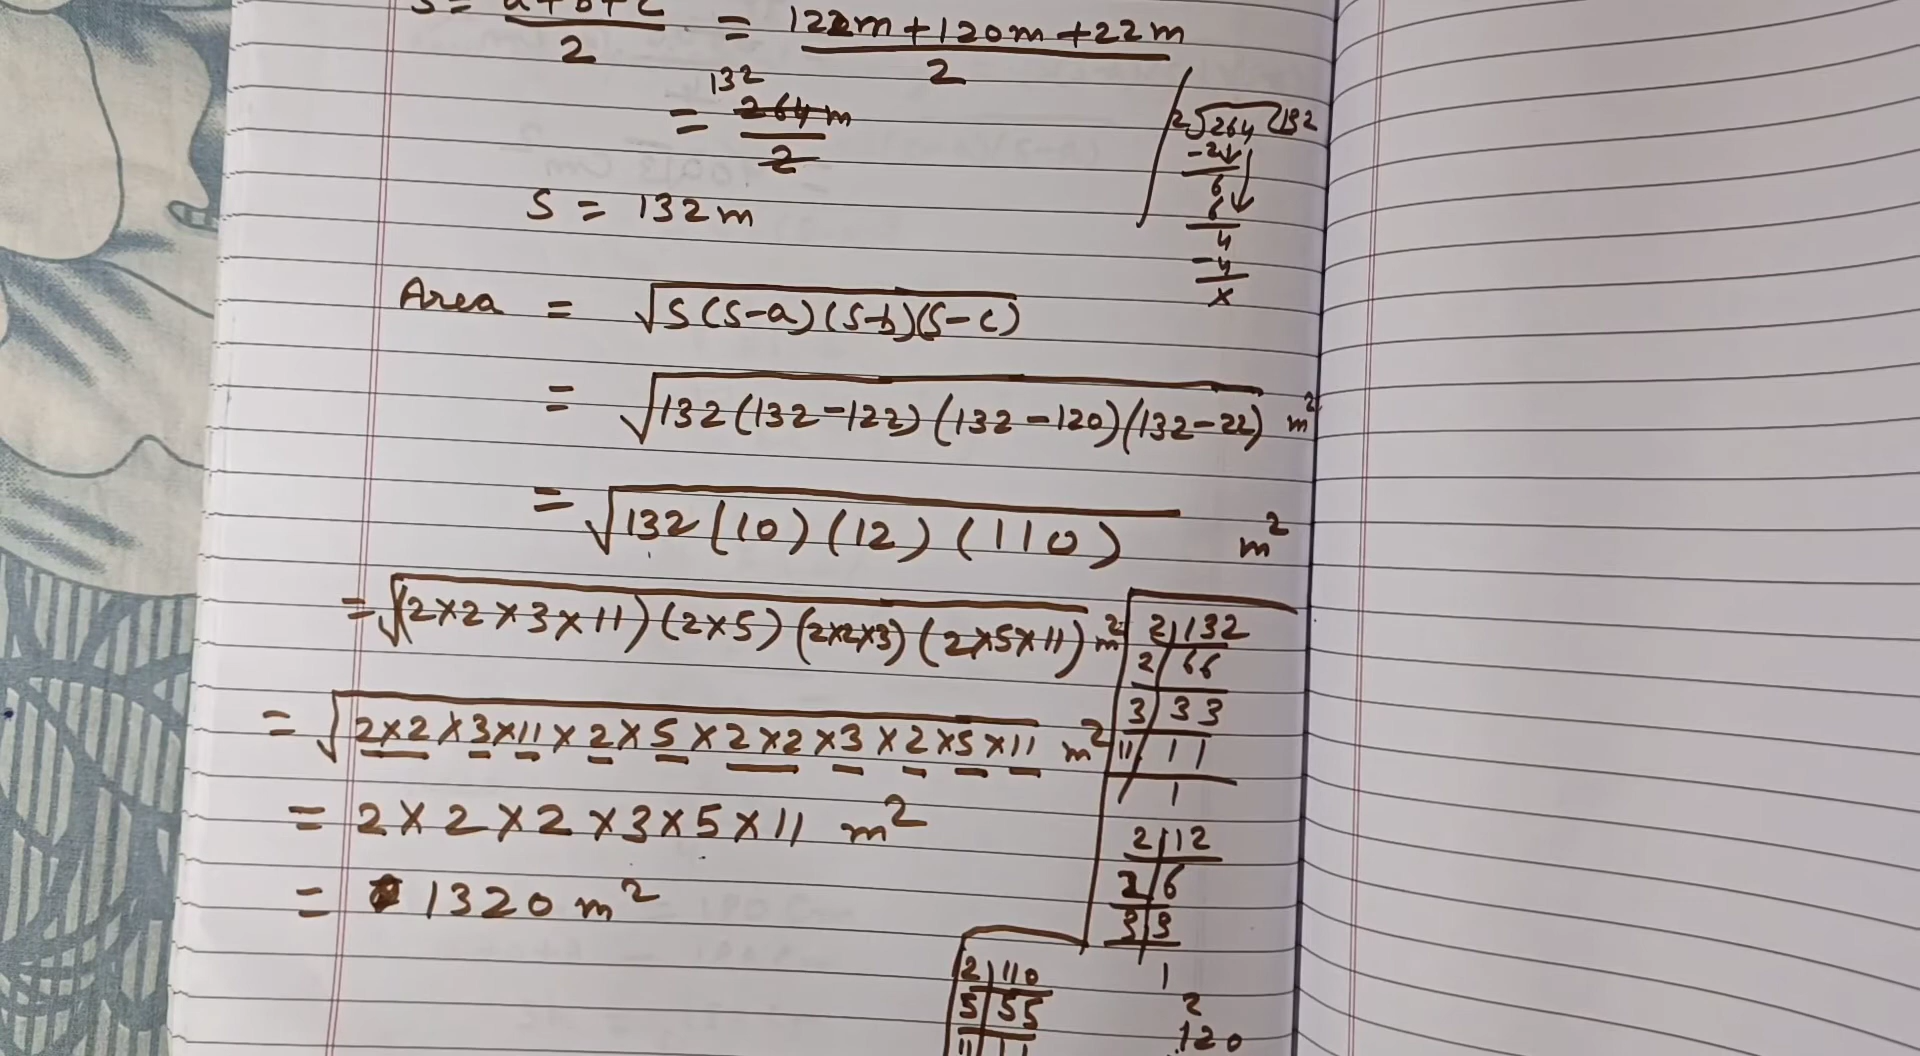 S = a+b+c / 2 = 122m+120m+22m / 2
132
= 264m / 2
S = 132m
2 264 132
-2
6
6
4
-4
x
Area = √S(S-a)(S-b)(S-c)
= √132(132-122)(132-120)(132-22) m²
= √132(10)(12)(110) m²
= √(2×2×3×11)(2×5)(2×2×3)(2×5×11) m²
= √2×2×3×11×2×5×2×2×3×2×5×11 m²
= 2×2×2×3×5×11 m²
= 1320 m²
2 132
2 66
3 33
11 11
1
2 12
2 6
3 3
1
2 110
5 55
11 11
2
120